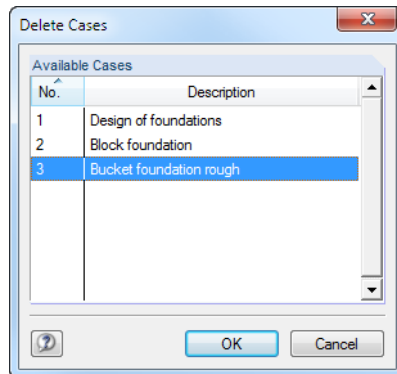 Delete Cases
Available Cases
No. Description
1 Design of foundations
2 Block foundation
3 Bucket foundation rough
OK Cancel